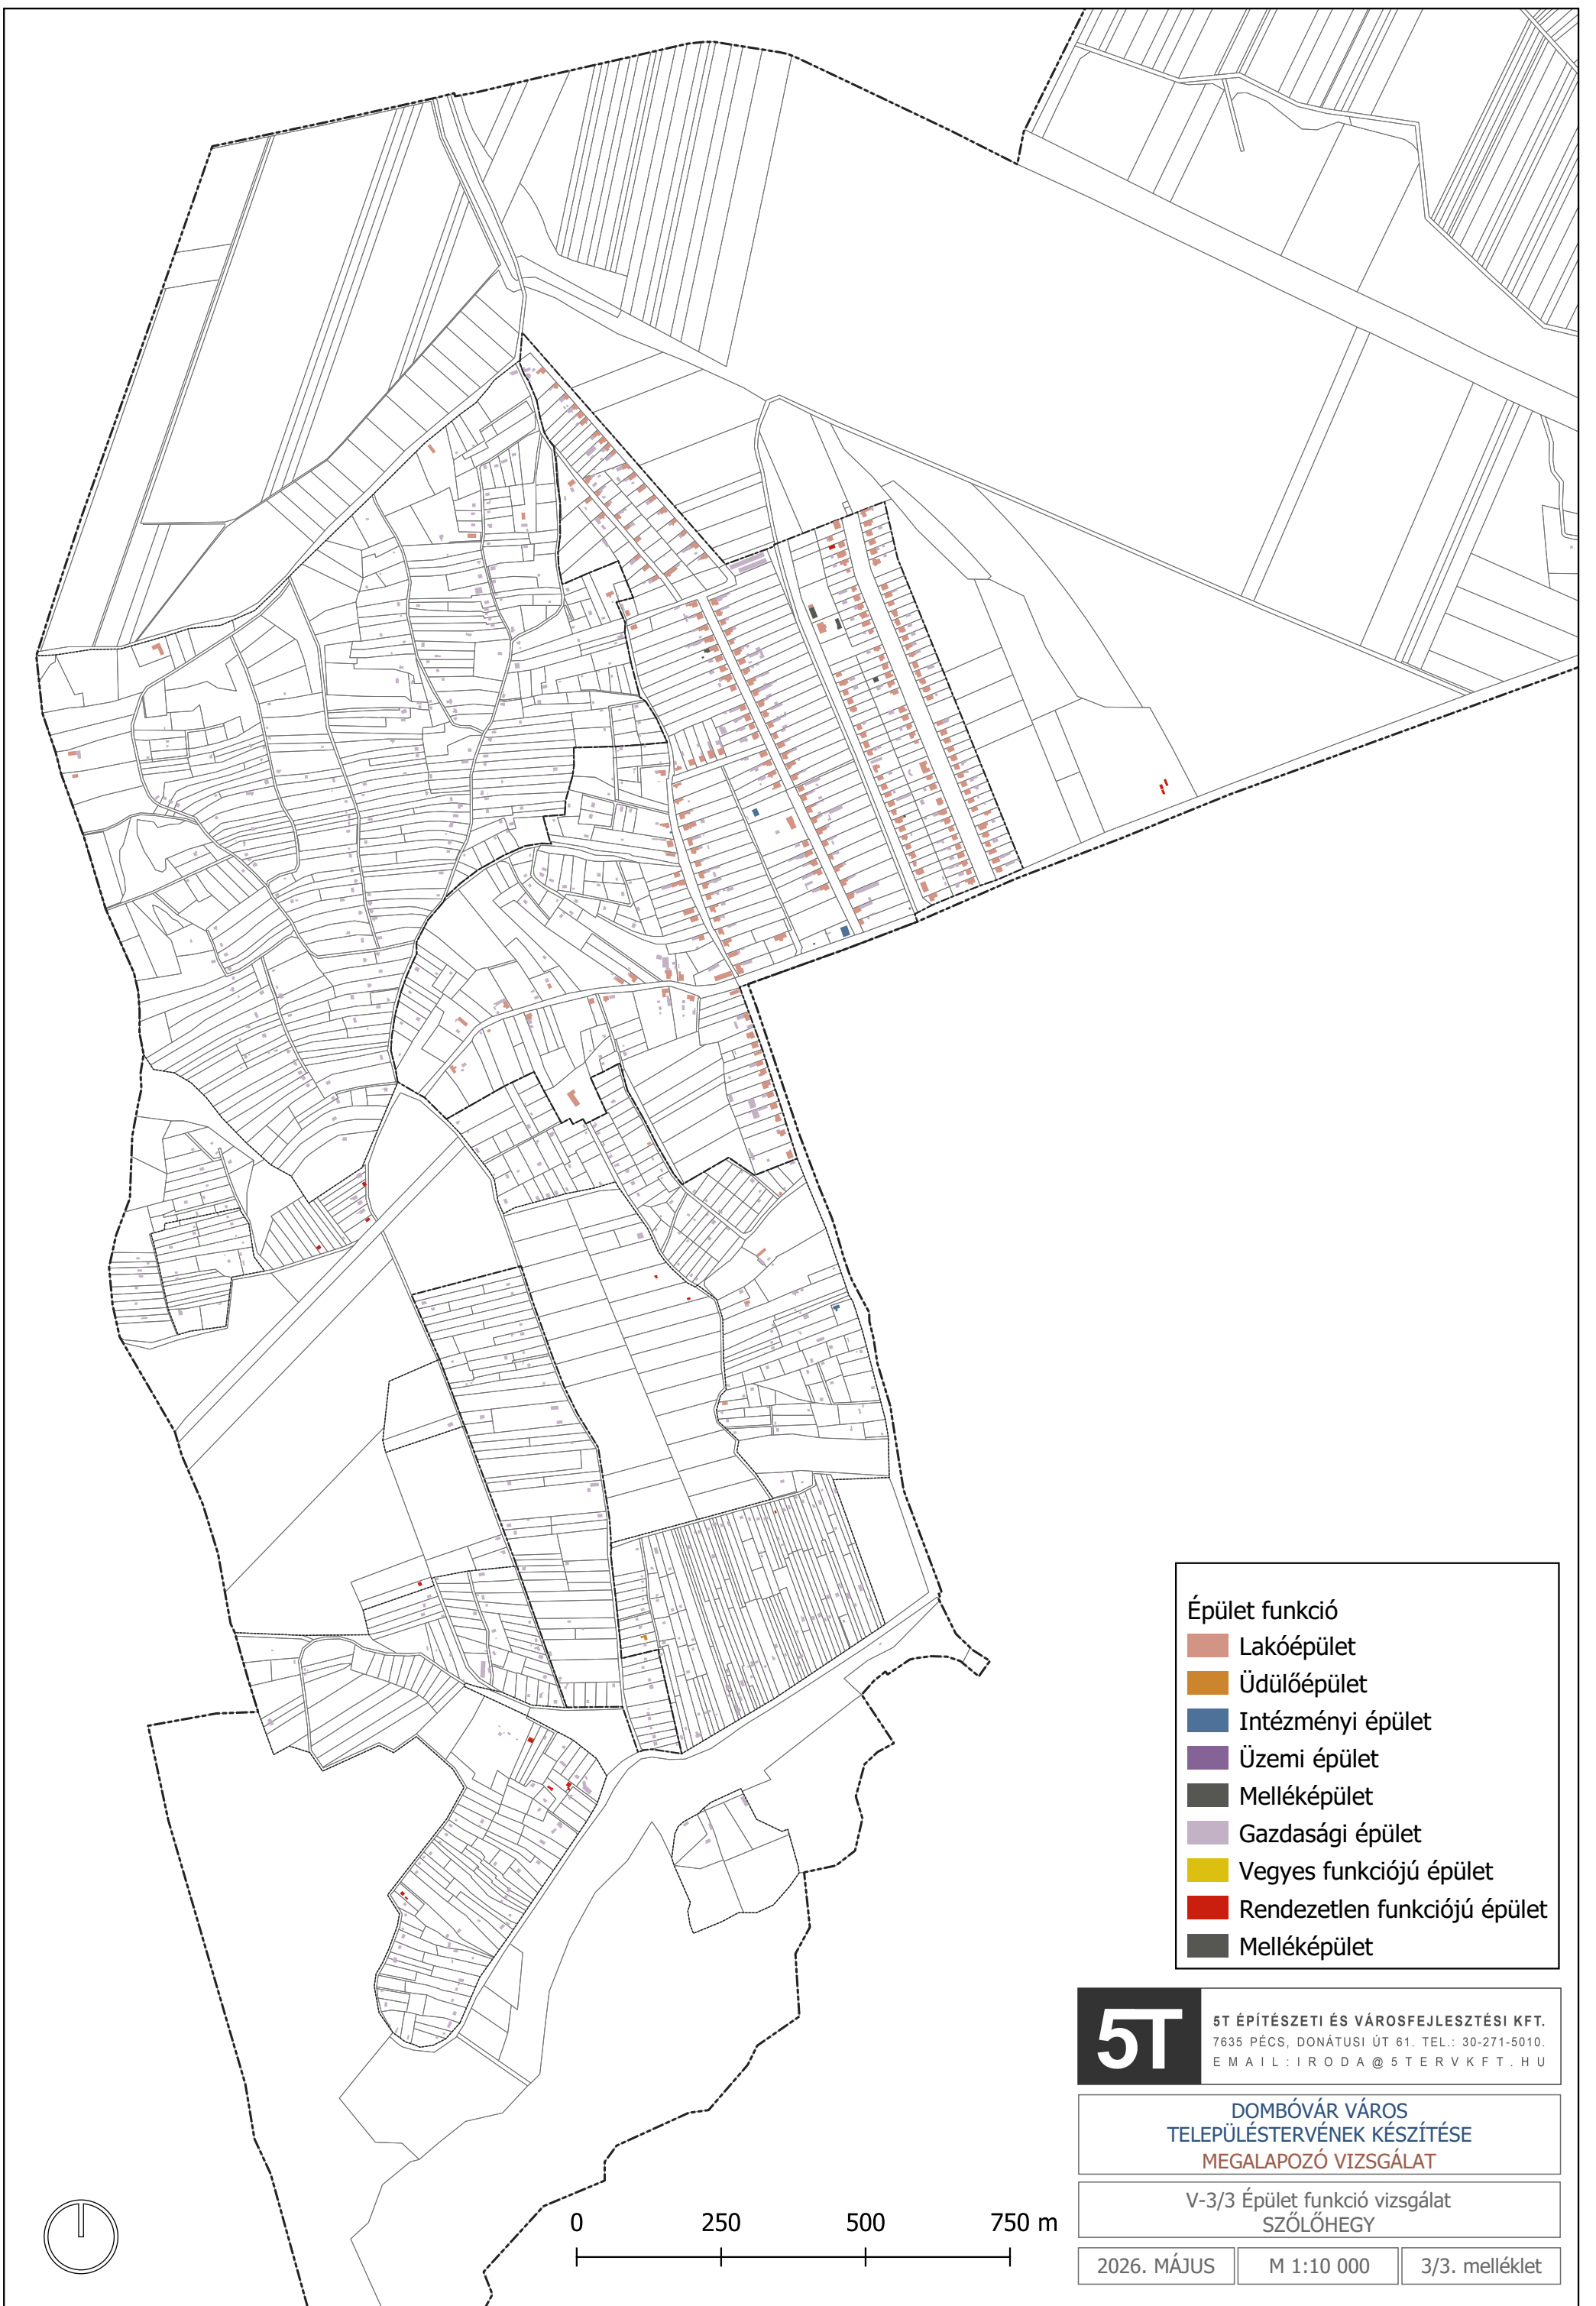 Épület funkció
Lakóépület
Üdülőépület
Intézményi épület
Üzemi épület
Melléképület
Gazdasági épület
Vegyes funkciójú épület
Rendezetlen funkciójú épület
Melléképület
5T
5T ÉPÍTÉSZETI ÉS VÁROSFEJLESZTÉSI KFT.
7635 PÉCS, DONÁTUSI ÚT 61. TEL.: 30-271-5010.
EMAIL: IRODA@5TERVKFT.HU
DOMBÓVÁR VÁROS
TELEPÜLÉSTERVÉNEK KÉSZÍTÉSE
MEGALAPOZÓ VIZSGÁLAT
V-3/3 Épület funkció vizsgálat
SZŐLŐHEGY
2026. MÁJUS M 1:10 000 3/3. melléklet
0 250 500 750 m